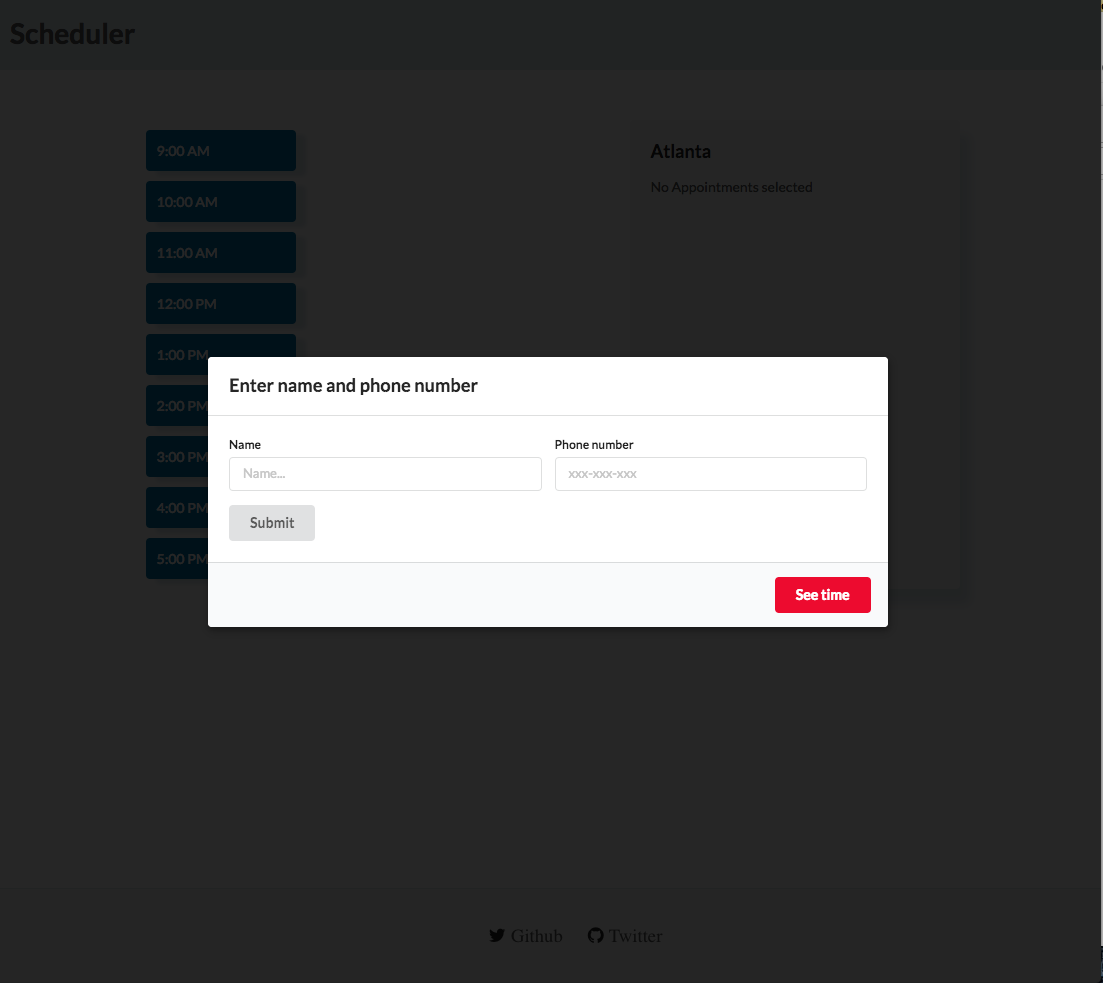 Scheduler
9:00 AM
10:00 AM
11:00 AM
12:00 PM
1:00 PM
2:00 PM
3:00 PM
4:00 PM
5:00 PM
Atlanta
No Appointments selected
Enter name and phone number
Name
Phone number
Name...
xxx-xxx-xxx
Submit
See time
Github
Twitter